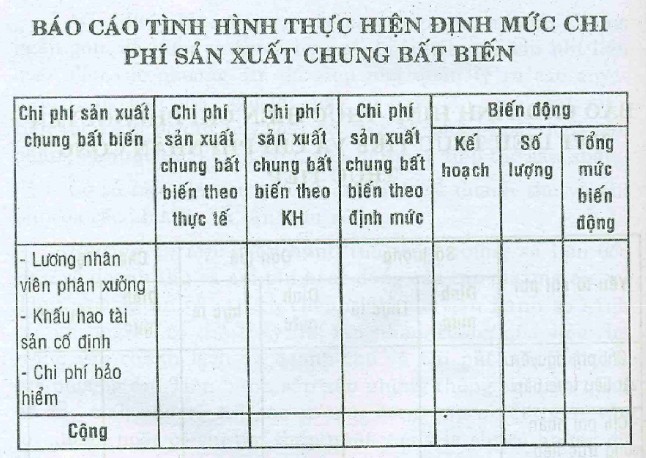 BÁO CÁO TÌNH HÌNH THỰC HIỆN ĐỊNH MỨC CHI
PHÍ SẢN XUẤT CHUNG BẤT BIẾN
Chi phí sản xuất
chung bất biến
Chi phí
sản xuất
chung bất
biến theo
thực tế
Chi phí
sản xuất
chung bất
biến theo
KH
Chi phí
sản xuất
chung bất
biến theo
định mức
Biến động
Kế
hoạch
Số
lượng
Tổng
mức
biến
động
- Lương nhân
viên phân xưởng
- Khấu hao tài
sản cố định
- Chi phí bảo
hiểm
Cộng